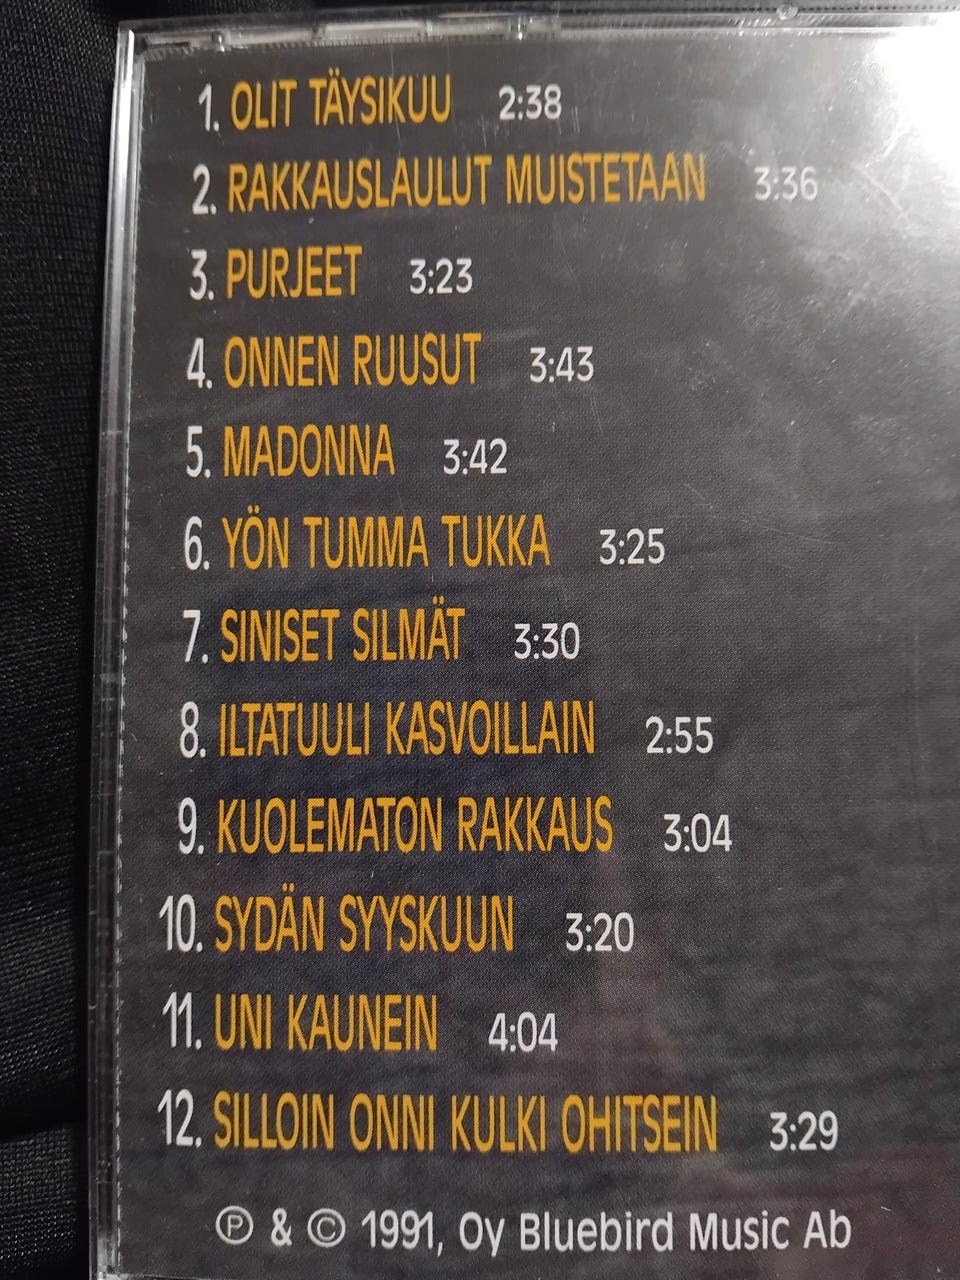 1. OLIT TÄYSIKUU 2:38
2. RAKKAUSLAULUT MUISTETAAN 3:36
3. PURJEET 3:23
4. ONNEN RUUSUT 3:43
5. MADONNA 3:42
6. YÖN TUMMA TUKKA 3:25
7. SINISET SILMÄT 3:30
8. ILTATUULI KASVOILLAIN 2:55
9. KUOLEMATON RAKKAUS 3:04
10. SYDÄN SYYSKUUN 3:20
11. UNI KAUNEIN 4:04
12. SILLOIN ONNI KULKI OHITSEIN 3:29
℗ & © 1991, Oy Bluebird Music Ab